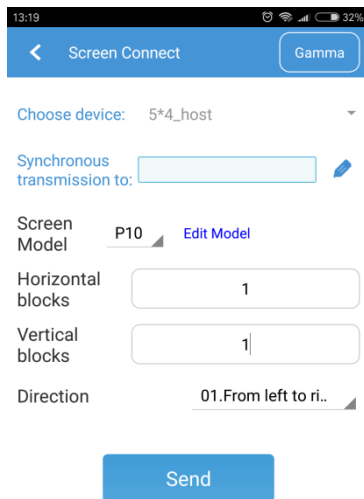 13:19 32%
Screen Connect Gamma
Choose device: 5*4_host
Synchronous
transmission to:
Screen
Model P10 Edit Model
Horizontal
blocks 1
Vertical
blocks 1
Direction 01.From left to ri..
Send